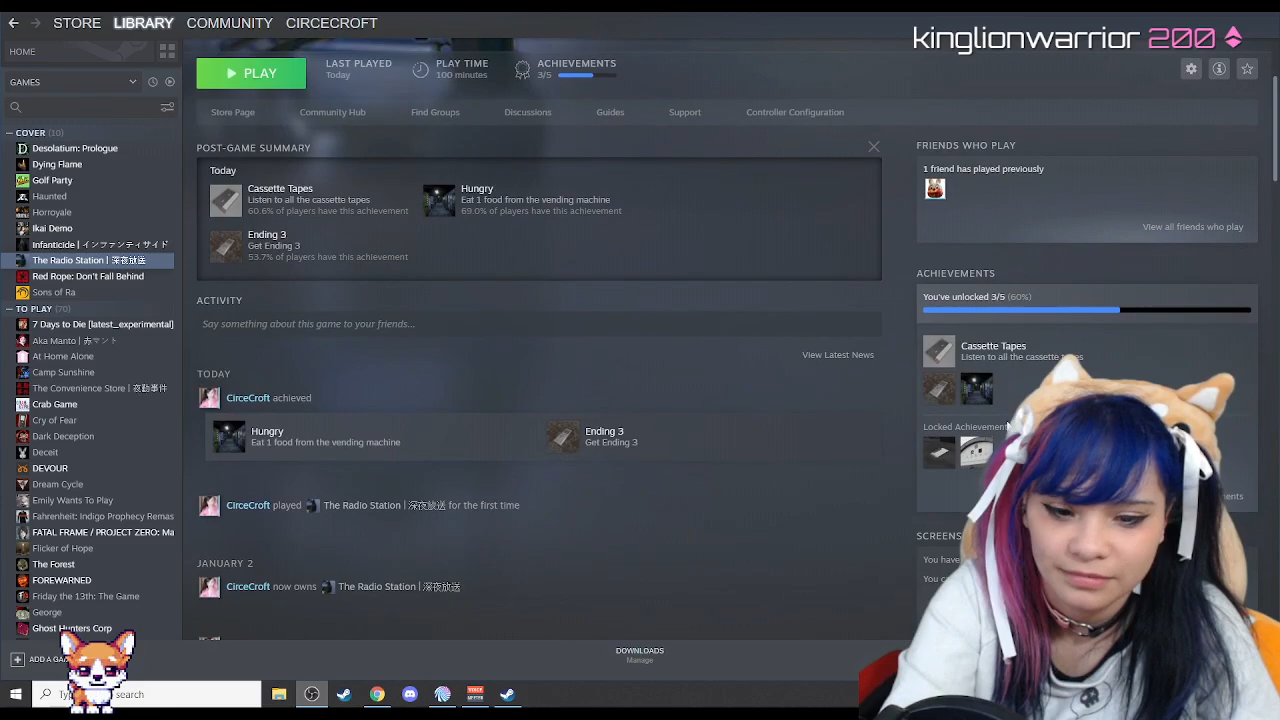 STORE LIBRARY COMMUNITY CIRCECROFT
kinglionwarrior 200
HOME
GAMES
COVER (10)
Desolatium: Prologue
Dying Flame
Golf Party
Haunted
Horroyale
Ikai Demo
Infanticide | インファンティサイド
The Radio Station | 深夜放送
Red Rope: Don't Fall Behind
Sons of Ra
TO PLAY (70)
7 Days to Die [latest_experimental]
Aka Manto | 赤マント
At Home Alone
Camp Sunshine
The Convenience Store | 夜勤事件
Crab Game
Cry of Fear
Dark Deception
Deceit
DEVOUR
Dream Cycle
Emily Wants To Play
Fahrenheit: Indigo Prophecy Remas
FATAL FRAME / PROJECT ZERO: Ma
Flicker of Hope
The Forest
FOREWARNED
Friday the 13th: The Game
George
Ghost Hunters Corp
ADD A GA
PLAY
LAST PLAYED
Today
PLAY TIME
100 minutes
ACHIEVEMENTS
3/5
Store Page Community Hub Find Groups Discussions Guides Support Controller Configuration
POST-GAME SUMMARY
Today
Cassette Tapes
Listen to all the cassette tapes
60.6% of players have this achievement
Hungry
Eat 1 food from the vending machine
69.0% of players have this achievement
Ending 3
Get Ending 3
53.7% of players have this achievement
ACTIVITY
Say something about this game to your friends...
View Latest News
TODAY
CirceCroft achieved
Hungry
Eat 1 food from the vending machine
Ending 3
Get Ending 3
CirceCroft played The Radio Station | 深夜放送 for the first time
JANUARY 2
CirceCroft now owns The Radio Station | 深夜放送
FRIENDS WHO PLAY
1 friend has played previously
View all friends who play
ACHIEVEMENTS
You've unlocked 3/5 (60%)
Cassette Tapes
Listen to all the cassette tapes
Locked Achievement
ents
SCREENS
You have
You ca
DOWNLOADS
Manage
Ty search
VOICE